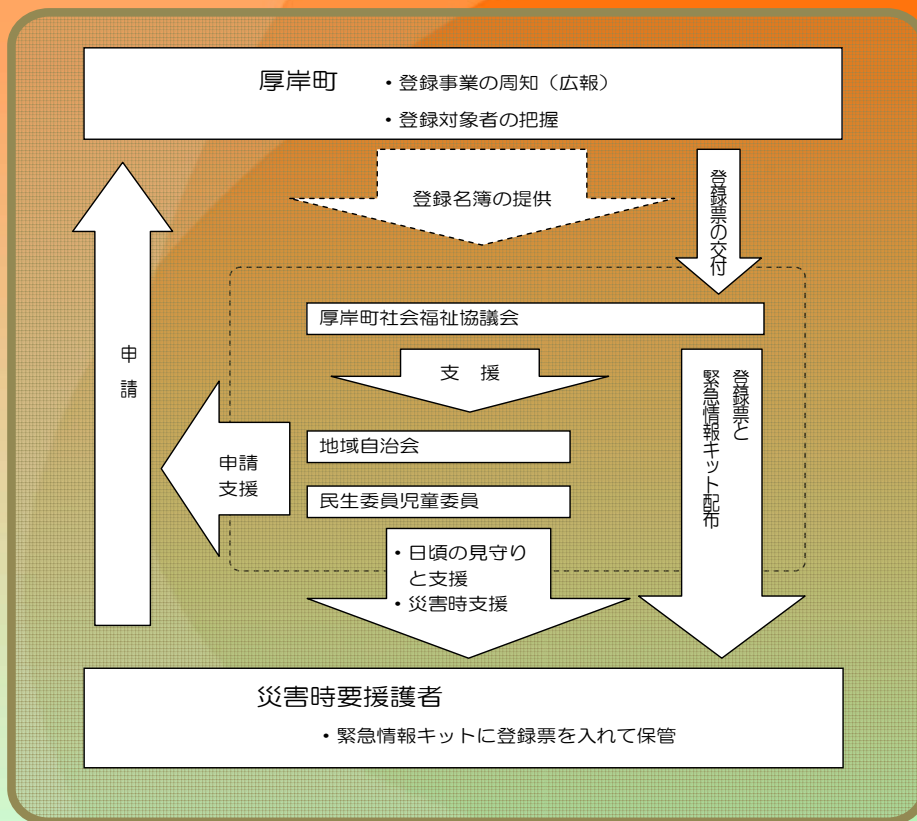 厚岸町
・登録事業の周知（広報）
・登録対象者の把握
登録名簿の提供
登録票の交付
厚岸町社会福祉協議会
支　援
登録票と
緊急情報キット配布
申請
地域自治会
申請
支援
民生委員児童委員
・日頃の見守り
と支援
・災害時支援
災害時要援護者
・緊急情報キットに登録票を入れて保管